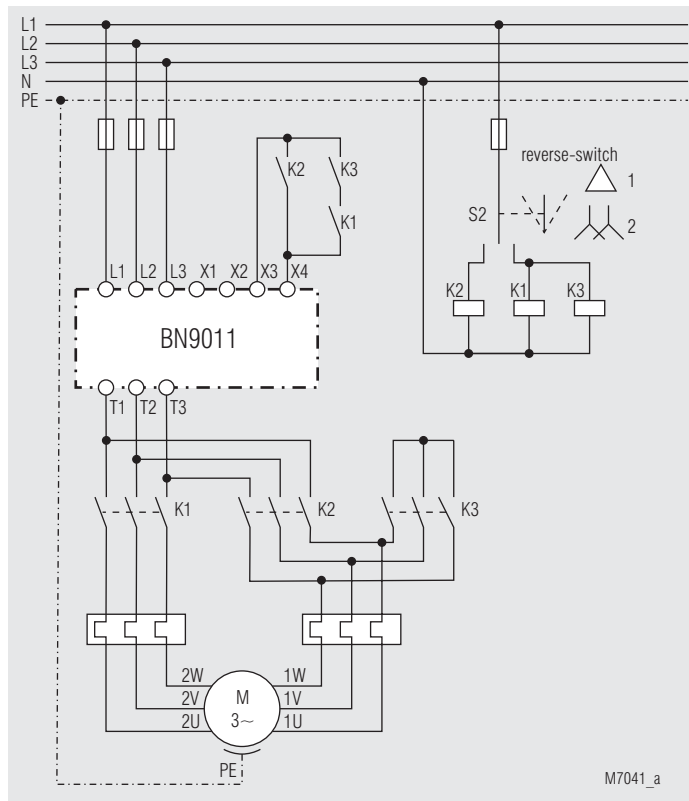 L1
L2
L3
N
PE
reverse-switch
K2 K3
1
K1
S2
2
L1 L2 L3 X1 X2 X3 X4
K2 K1 K3
BN9011
T1 T2 T3
K1 K2 K3
2W 1W
M
2V 1V
3~
2U 1U
PE
M7041_a